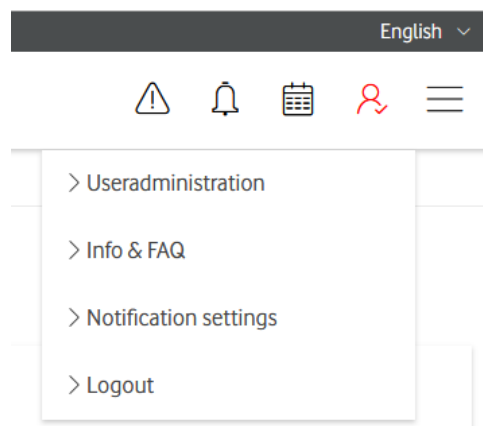 English
Useradministration
Info & FAQ
Notification settings
Logout